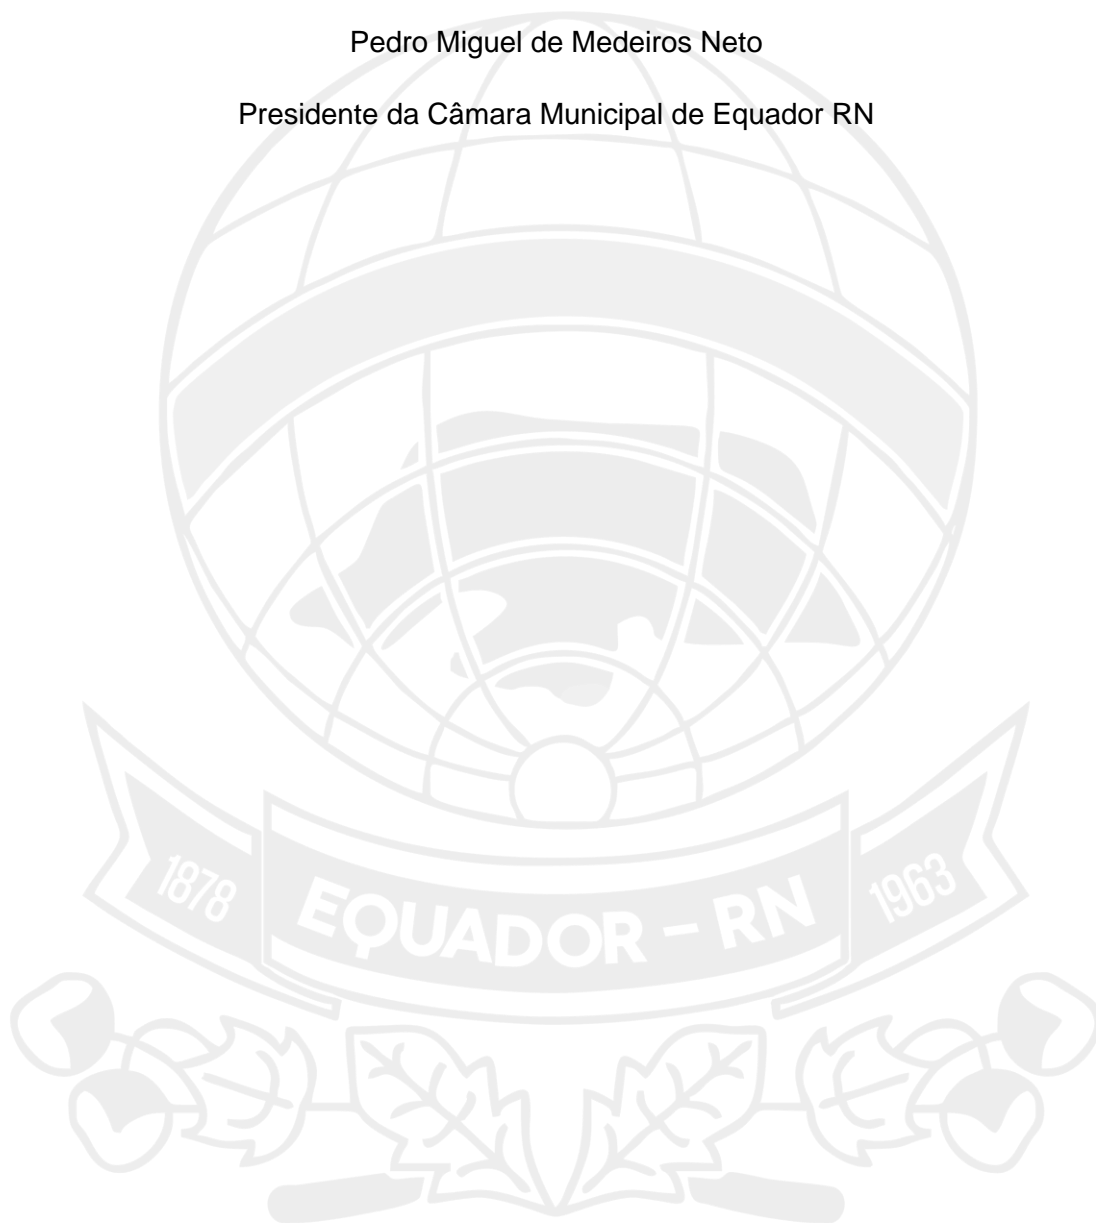 Pedro Miguel de Medeiros Neto
Presidente da Câmara Municipal de Equador RN
1878
EQUADOR - RN
1963